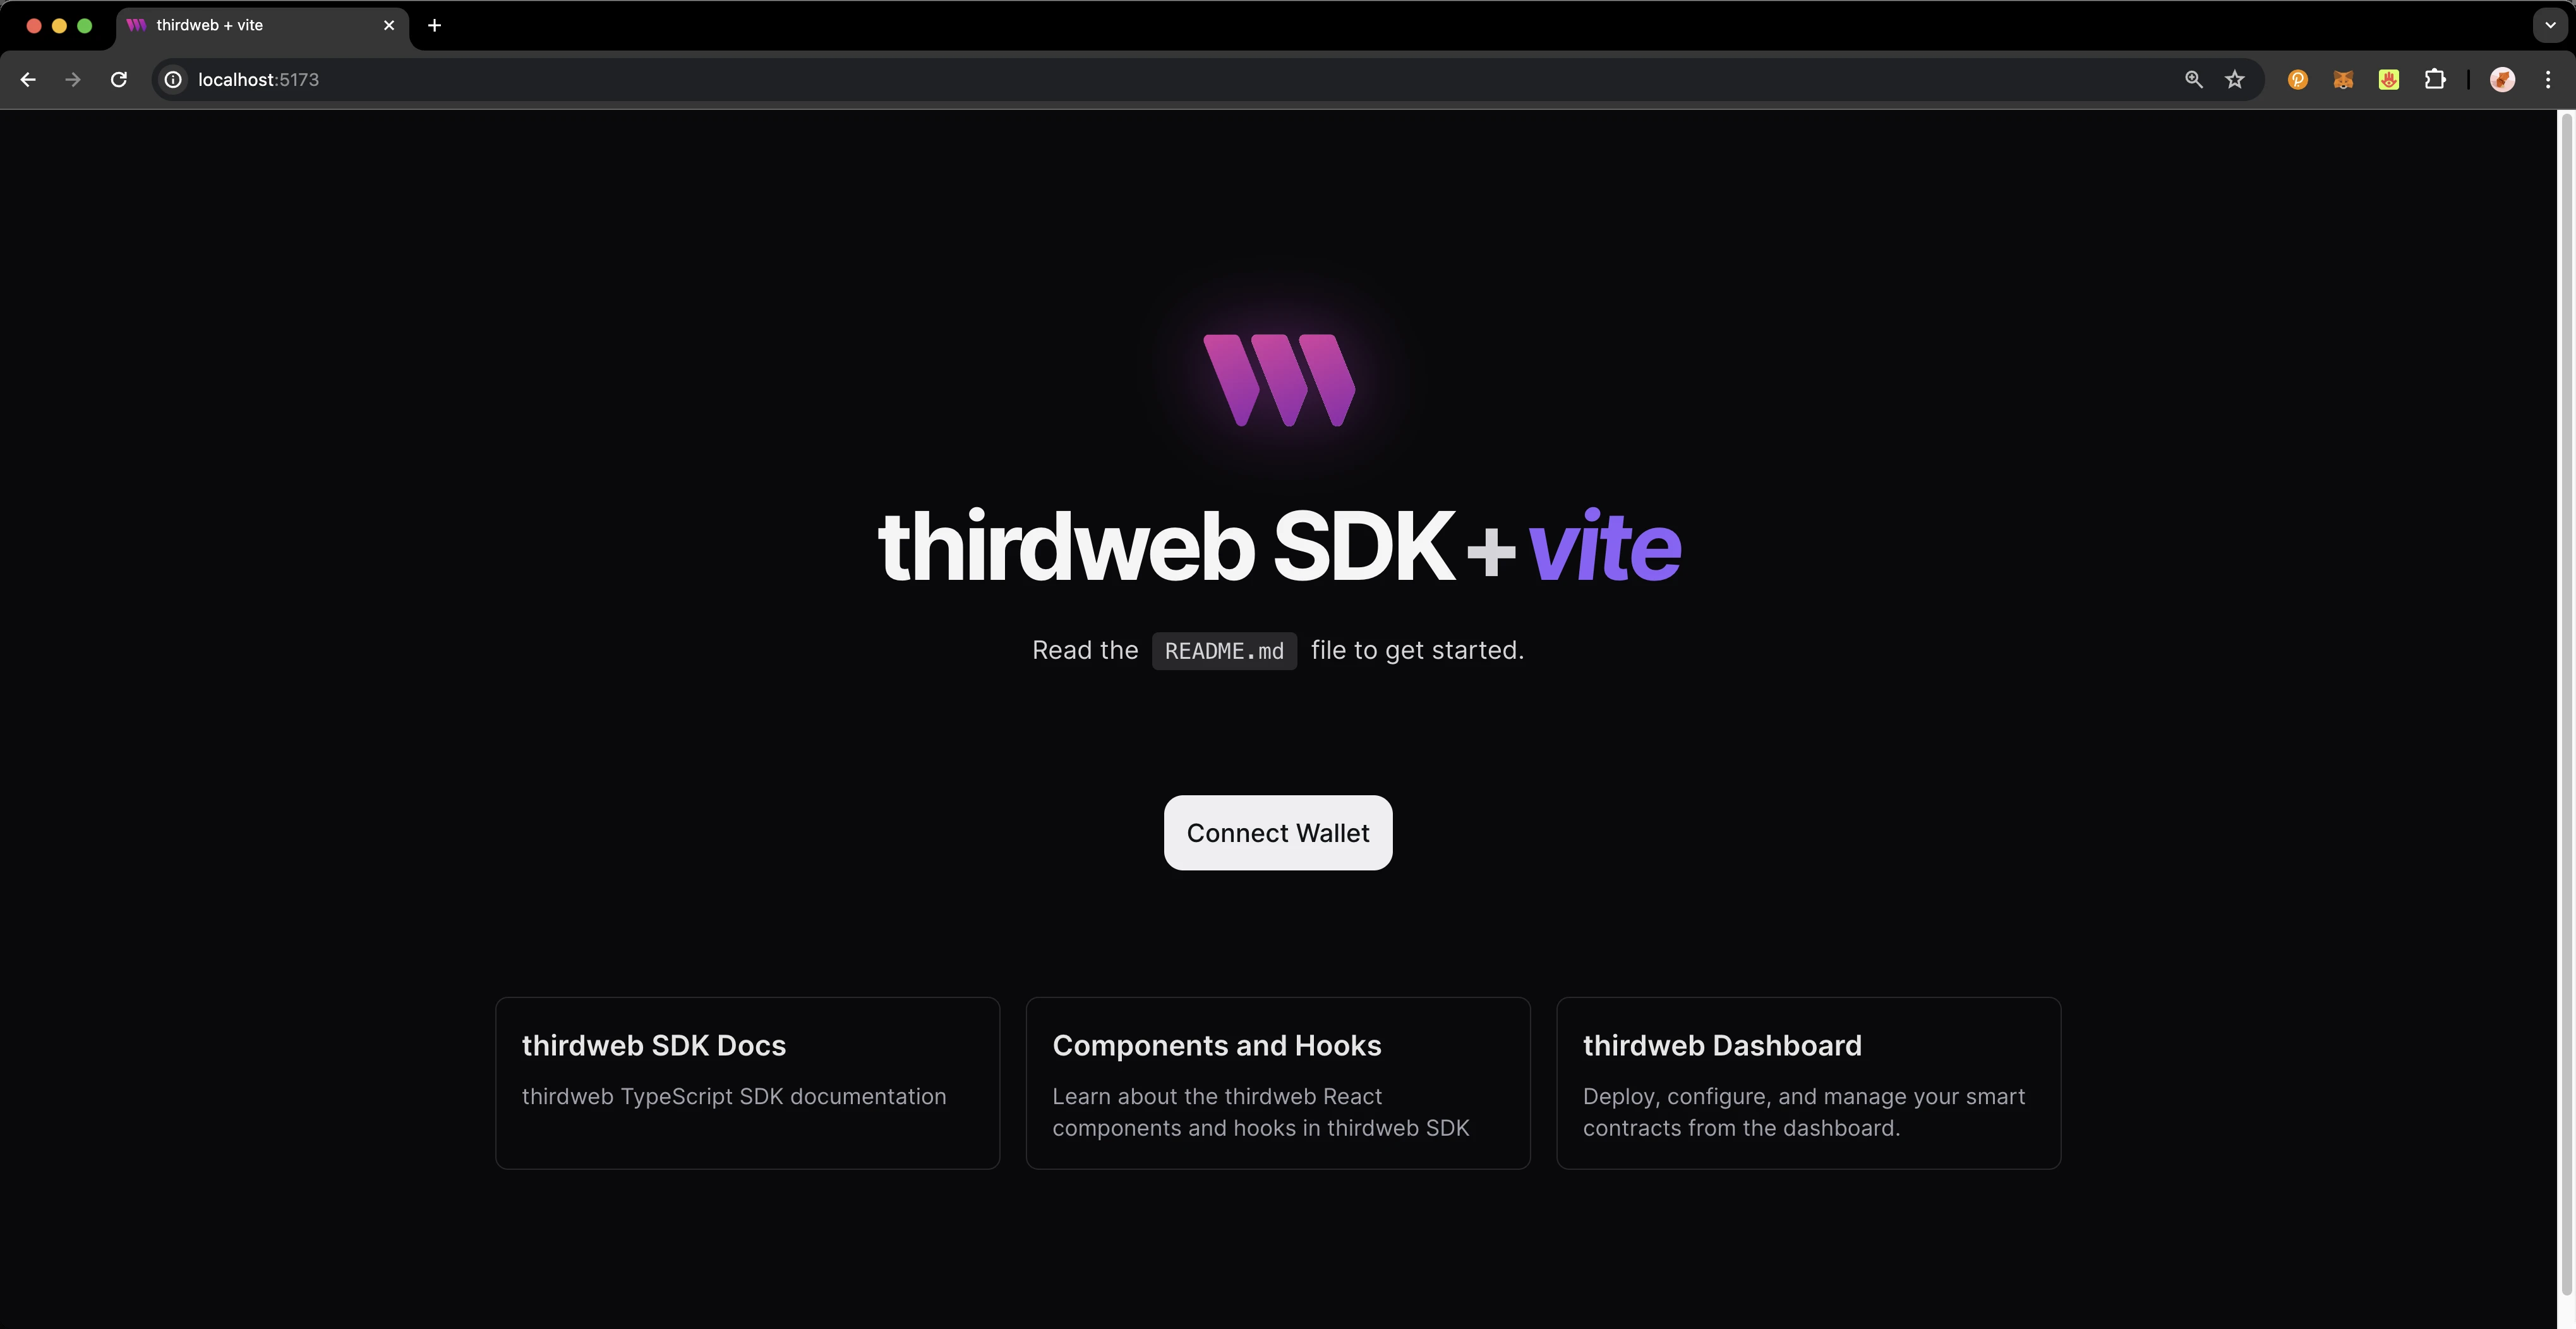 thirdweb + vite
localhost:5173
thirdweb SDK + vite
Read the README.md file to get started.
Connect Wallet
thirdweb SDK Docs
thirdweb TypeScript SDK documentation
Components and Hooks
Learn about the thirdweb React
components and hooks in thirdweb SDK
thirdweb Dashboard
Deploy, configure, and manage your smart
contracts from the dashboard.